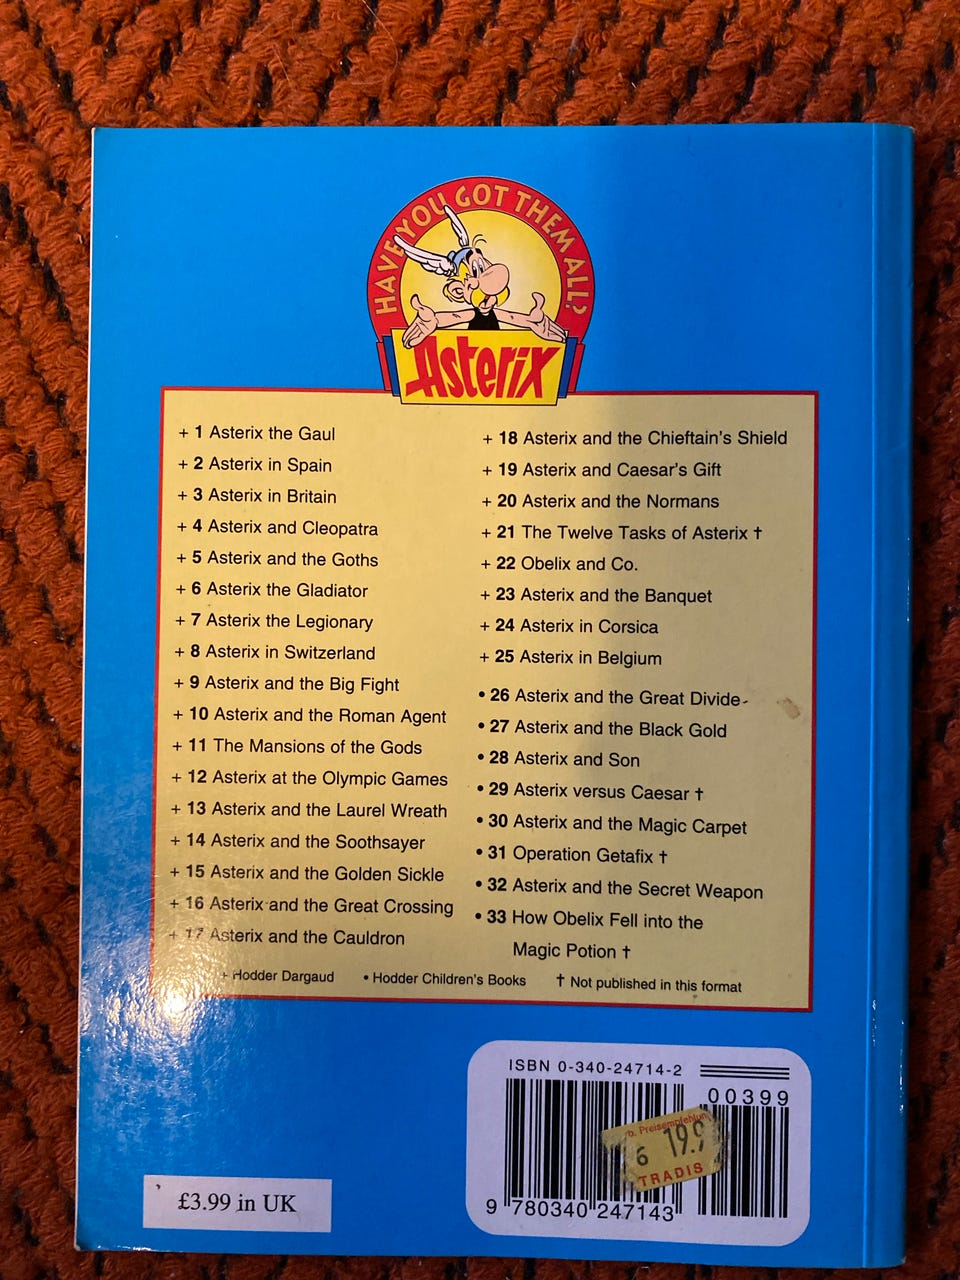 HAVE YOU GOT THEM ALL?
Asterix
+ 1 Asterix the Gaul
+ 2 Asterix in Spain
+ 3 Asterix in Britain
+ 4 Asterix and Cleopatra
+ 5 Asterix and the Goths
+ 6 Asterix the Gladiator
+ 7 Asterix the Legionary
+ 8 Asterix in Switzerland
+ 9 Asterix and the Big Fight
+ 10 Asterix and the Roman Agent
+ 11 The Mansions of the Gods
+ 12 Asterix at the Olympic Games
+ 13 Asterix and the Laurel Wreath
+ 14 Asterix and the Soothsayer
+ 15 Asterix and the Golden Sickle
+ 16 Asterix and the Great Crossing
+ 17 Asterix and the Cauldron
+ 18 Asterix and the Chieftain's Shield
+ 19 Asterix and Caesar's Gift
+ 20 Asterix and the Normans
+ 21 The Twelve Tasks of Asterix †
+ 22 Obelix and Co.
+ 23 Asterix and the Banquet
+ 24 Asterix in Corsica
+ 25 Asterix in Belgium
• 26 Asterix and the Great Divide
• 27 Asterix and the Black Gold
• 28 Asterix and Son
• 29 Asterix versus Caesar †
• 30 Asterix and the Magic Carpet
• 31 Operation Getafix †
• 32 Asterix and the Secret Weapon
• 33 How Obelix Fell into the
Magic Potion †
+ Hodder Dargaud • Hodder Children's Books † Not published in this format
ISBN 0-340-24714-2
00399
b. Preisempfehlun
6 19.9
TRADIS
9 780340 247143
£3.99 in UK